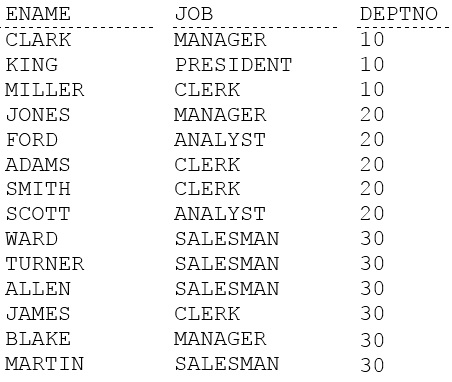 ENAME JOB DEPTNO
CLARK MANAGER 10
KING PRESIDENT 10
MILLER CLERK 10
JONES MANAGER 20
FORD ANALYST 20
ADAMS CLERK 20
SMITH CLERK 20
SCOTT ANALYST 20
WARD SALESMAN 30
TURNER SALESMAN 30
ALLEN SALESMAN 30
JAMES CLERK 30
BLAKE MANAGER 30
MARTIN SALESMAN 30